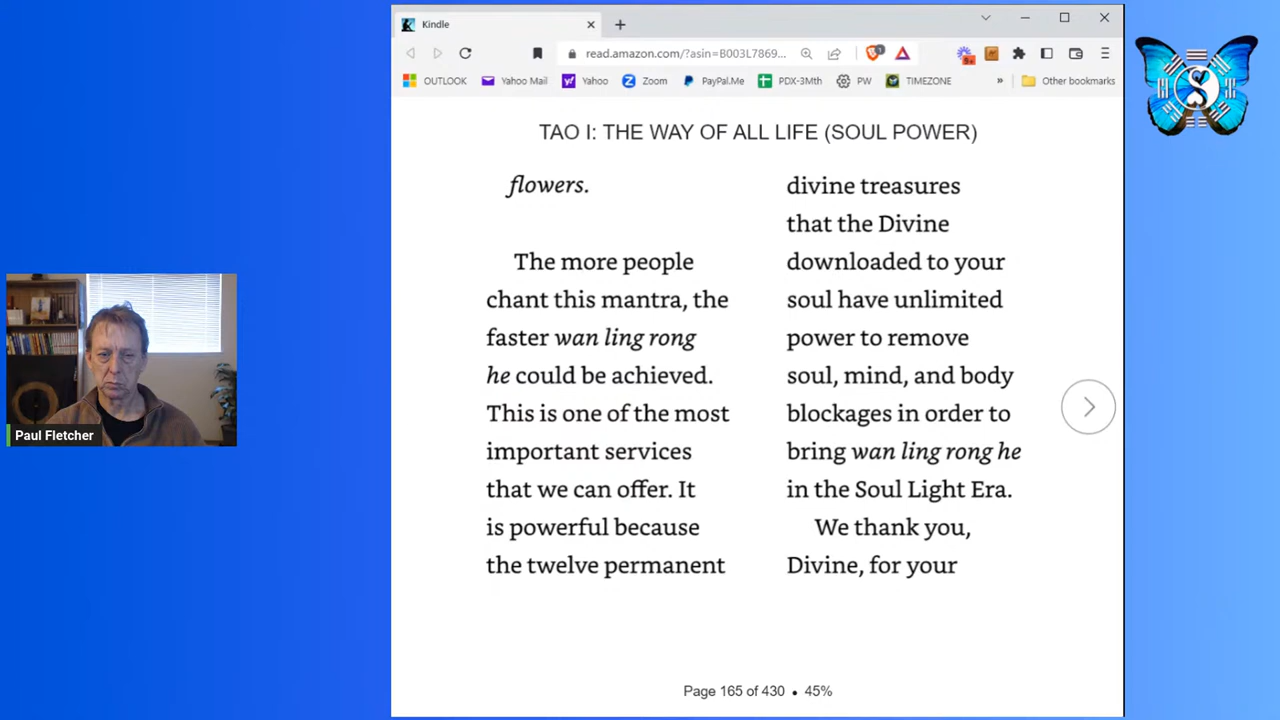 Kindle
read.amazon.com/?asin=B003L7869...
9+
1
OUTLOOK
Yahoo Mail
Yahoo
Zoom
PayPal.Me
PDX-3Mth
PW
TIMEZONE
»
Other bookmarks
TAO I: THE WAY OF ALL LIFE (SOUL POWER)
flowers.
The more people
chant this mantra, the
faster wan ling rong
he could be achieved.
This is one of the most
important services
that we can offer. It
is powerful because
the twelve permanent
divine treasures
that the Divine
downloaded to your
soul have unlimited
power to remove
soul, mind, and body
blockages in order to
bring wan ling rong he
in the Soul Light Era.
We thank you,
Divine, for your
Page 165 of 430 • 45%
Paul Fletcher
S